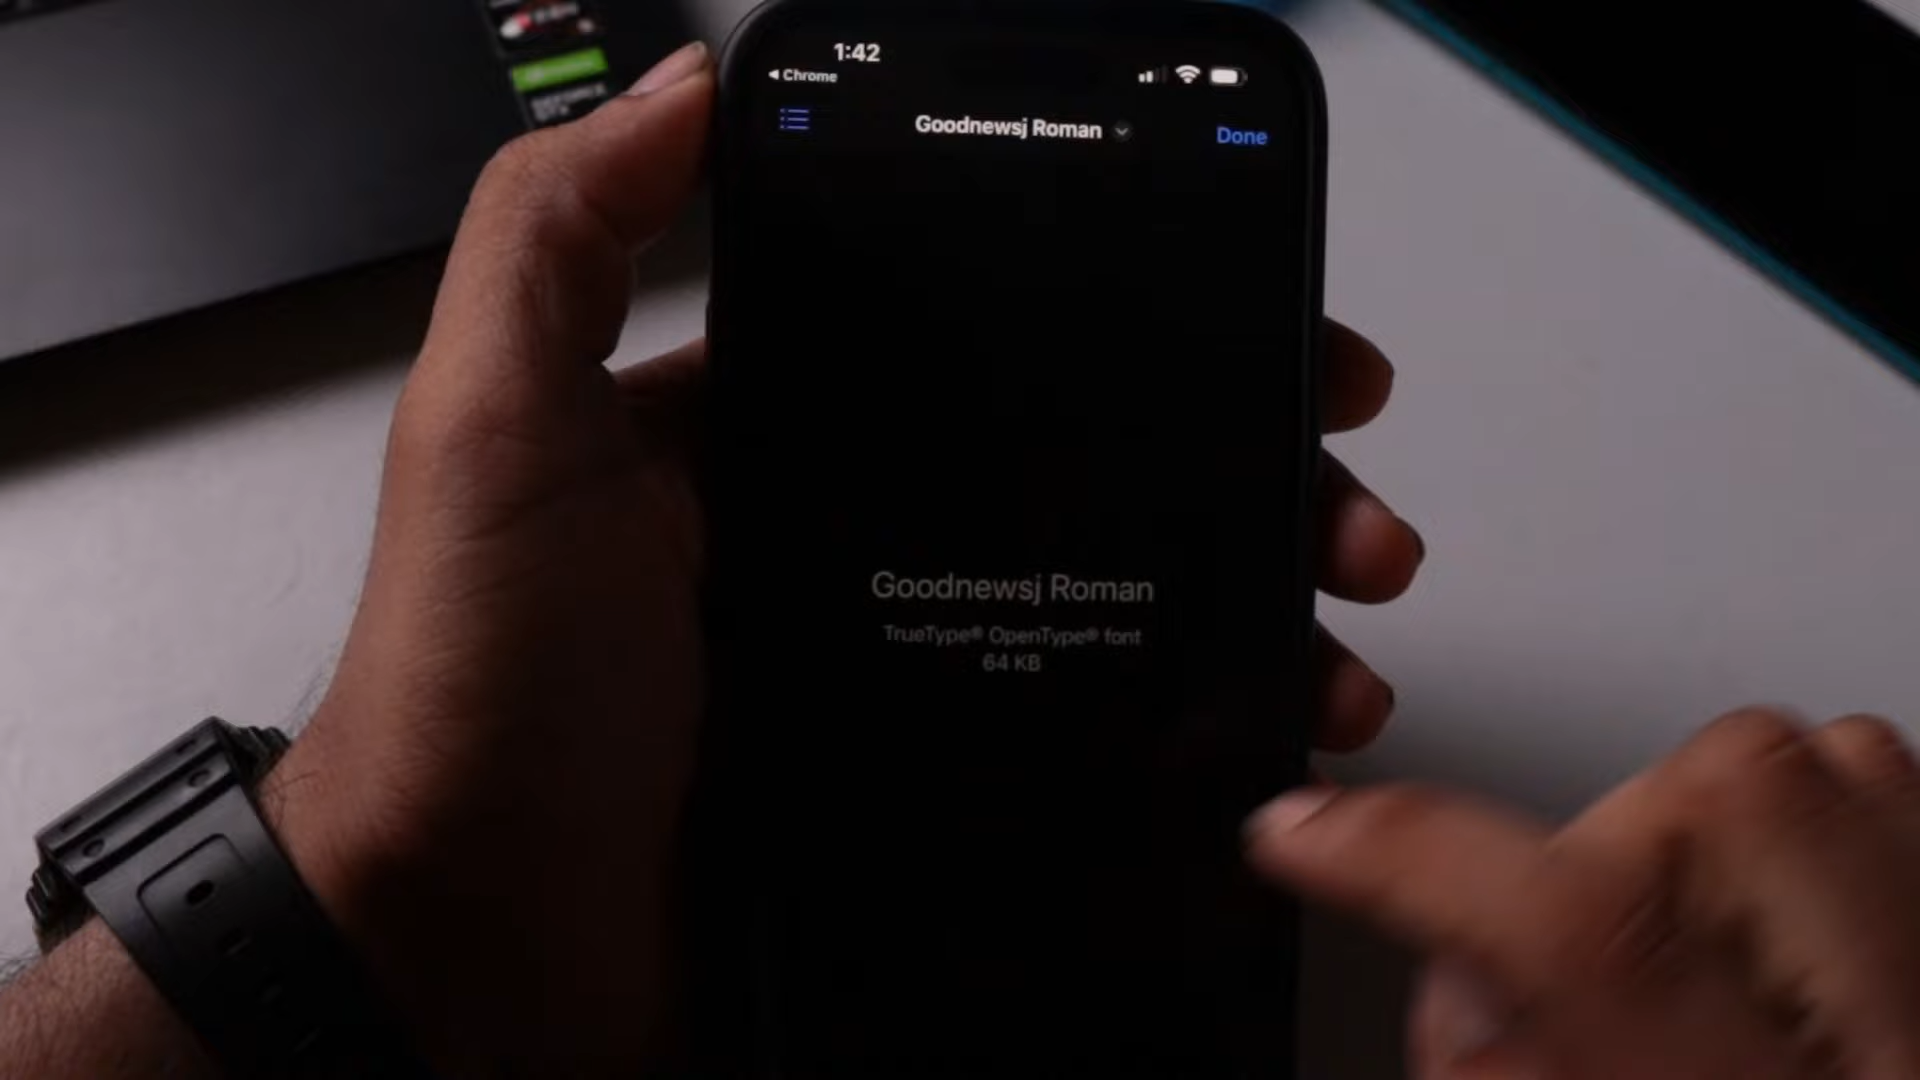 1:42
◀ Chrome
Goodnewsj Roman
Done
Goodnewsj Roman
TrueType® OpenType® font
64 KB